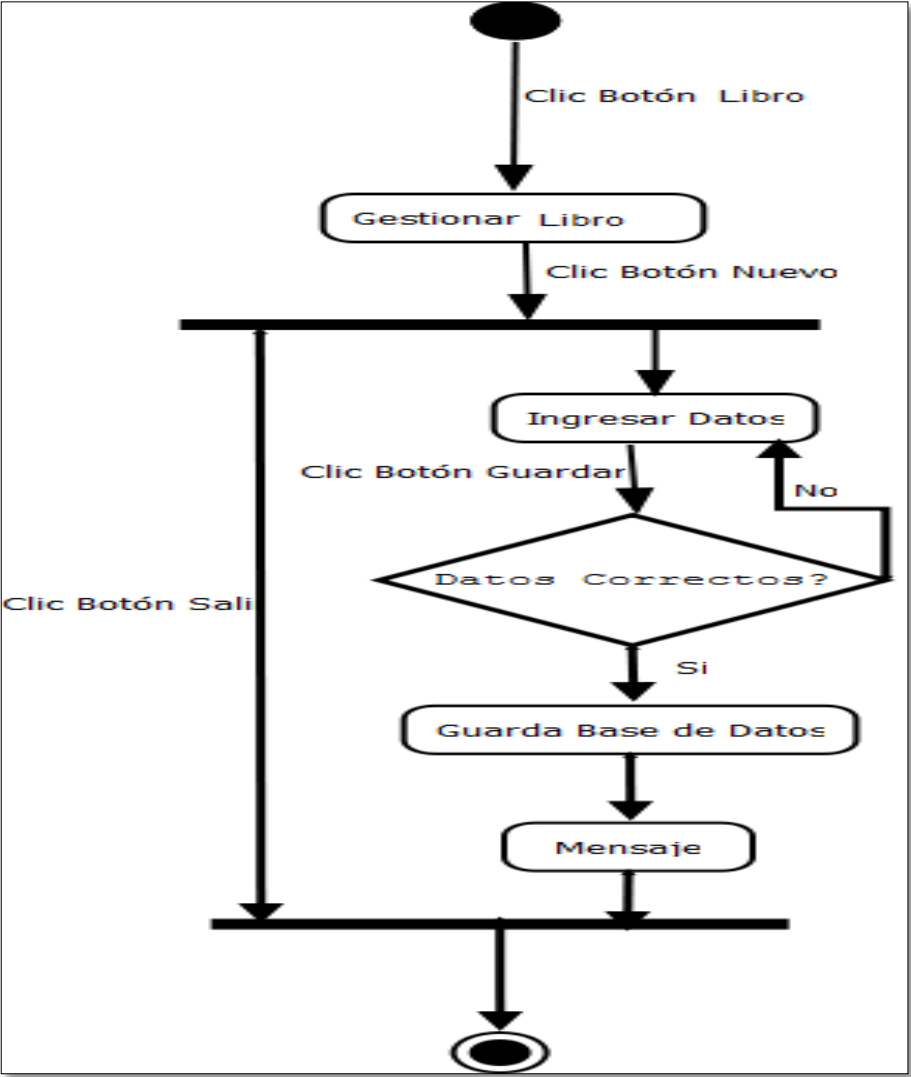 Clic Botón Libro
Gestionar Libro
Clic Botón Nuevo
Ingresar Datos
Clic Botón Guardar
No
Datos Correctos?
Clic Botón Sali
Si
Guarda Base de Datos
Mensaje